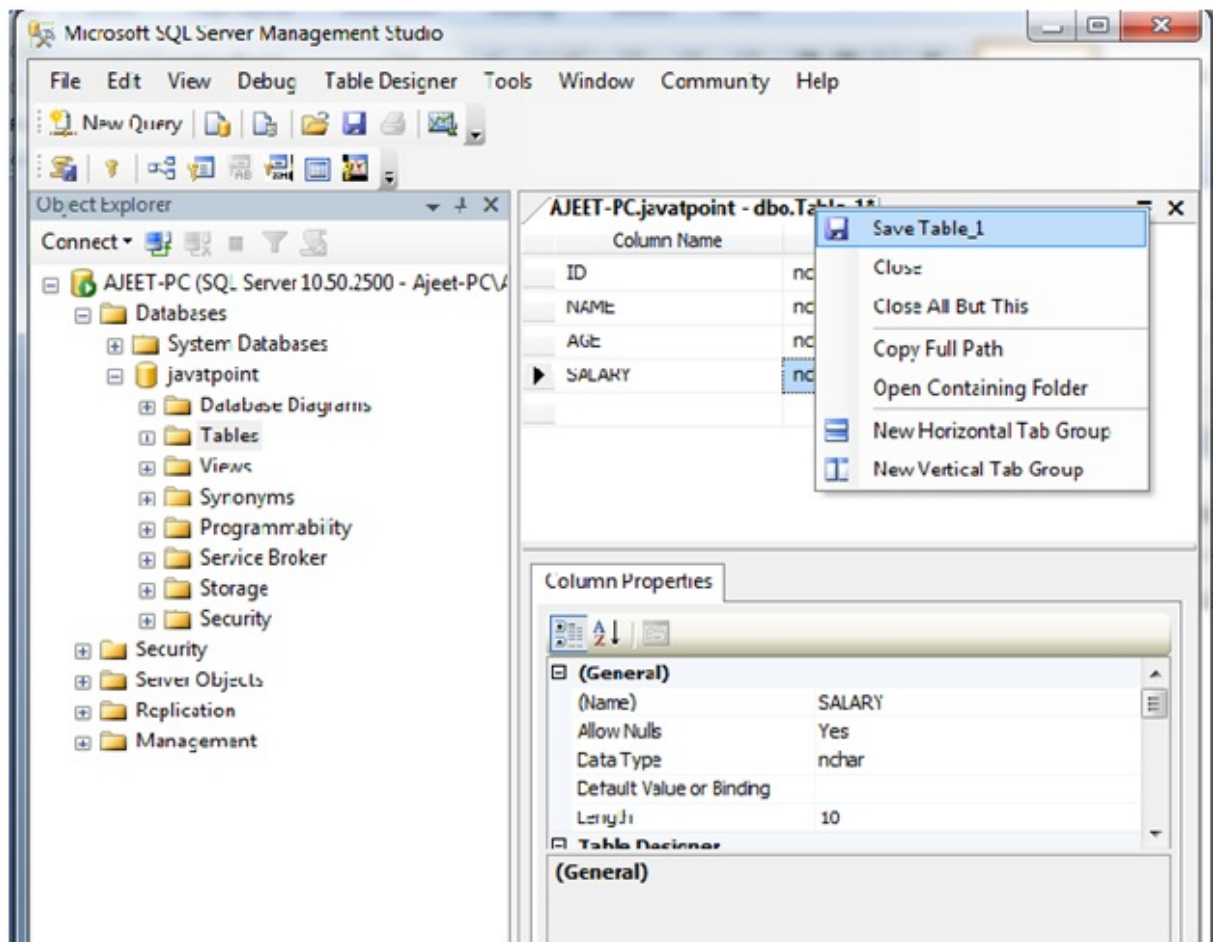 Microsoft SQL Server Management Studio
File Edit View Debug Table Designer Tools Window Community Help
New Query
Object Explorer
Connect
AJEET-PC (SQL Server 10.50.2500 - Ajeet-PC\A
Databases
System Databases
javatpoint
Database Diagrams
Tables
Views
Synonyms
Programmability
Service Broker
Storage
Security
Security
Server Objects
Replication
Management
AJEET-PC.javatpoint - dbo.Table_1*
Column Name
ID nc
NAME nc
AGE nc
SALARY nc
Save Table_1
Close
Close All But This
Copy Full Path
Open Containing Folder
New Horizontal Tab Group
New Vertical Tab Group
Column Properties
(General)
(Name) SALARY
Allow Nulls Yes
Data Type nchar
Default Value or Binding
Length 10
Table Designer
(General)